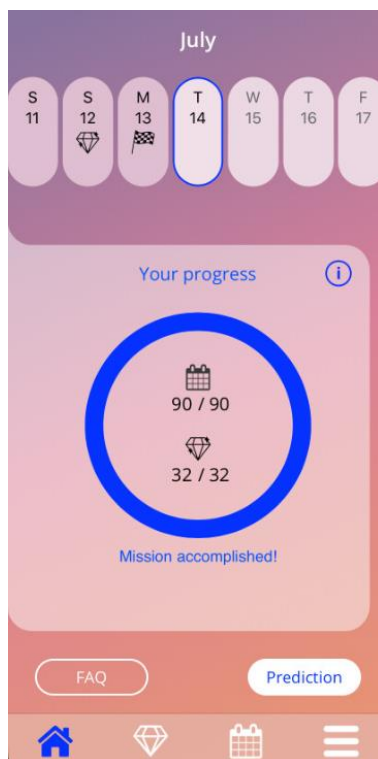 July
S S M T W T F
11 12 13 14 15 16 17
Your progress
i
90 / 90
32 / 32
Mission accomplished!
FAQ
Prediction